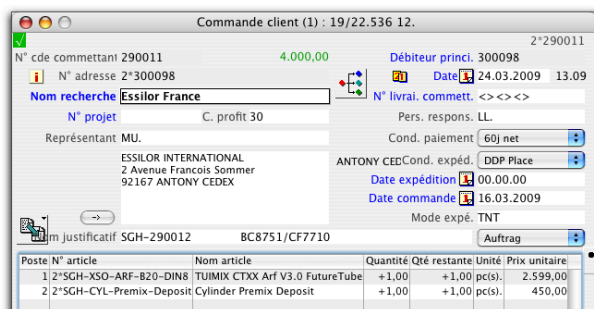 Commande client (1) : 19/22.536 12.
2*290011
N° cde commettant 290011 4.000,00 Débiteur princi. 300098
N° adresse 2*300098 Date 24.03.2009 13.09
Nom recherche Essilor France N° livrai. commett. <><><>
N° projet C. profit 30 Pers. respons. LL.
Représentant MU. Cond. paiement 60j net
ESSILOR INTERNATIONAL ANTONY CED Cond. expéd. DDP Place
2 Avenue Francois Sommer
92167 ANTONY CEDEX
Date expédition 00.00.00
Date commande 16.03.2009
Mode expé. TNT
justificatif SGH-290012 BC8751/CF7710 Auftrag
Poste N° article Nom article Quantité Qté restante Unité Prix unitaire
1 2*SGH-XSO-ARF-B20-DIN8 TUIMIX CTXX Arf V3.0 FutureTube +1,00 +1,00 pc(s). 2.599,00
2 2*SGH-CYL-Premix-Deposit Cylinder Premix Deposit +1,00 +1,00 pc(s). 450,00